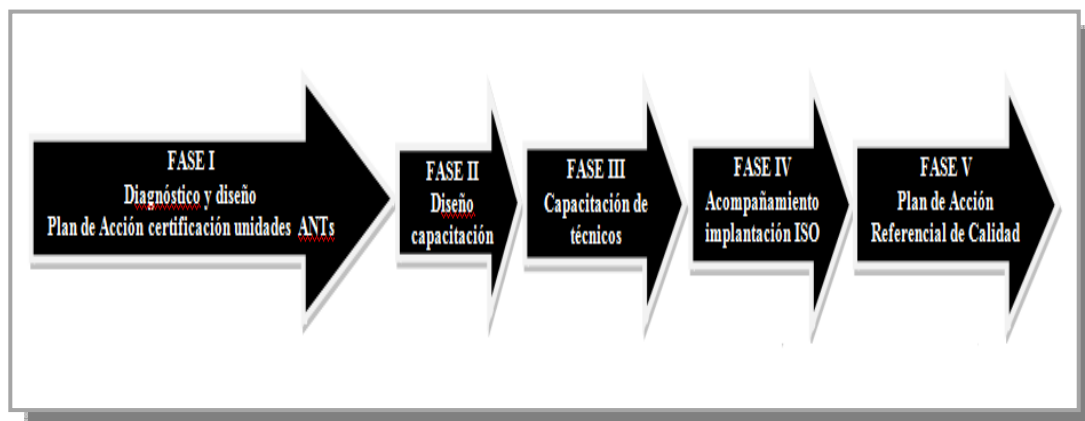 FASE I
Diagnóstico y diseño
Plan de Acción certificación unidades ANTs
FASE II
Diseño
capacitación
FASE III
Capacitación de
técnicos
FASE IV
Acompañamiento
implantación ISO
FASE V
Plan de Acción
Referencial de Calidad